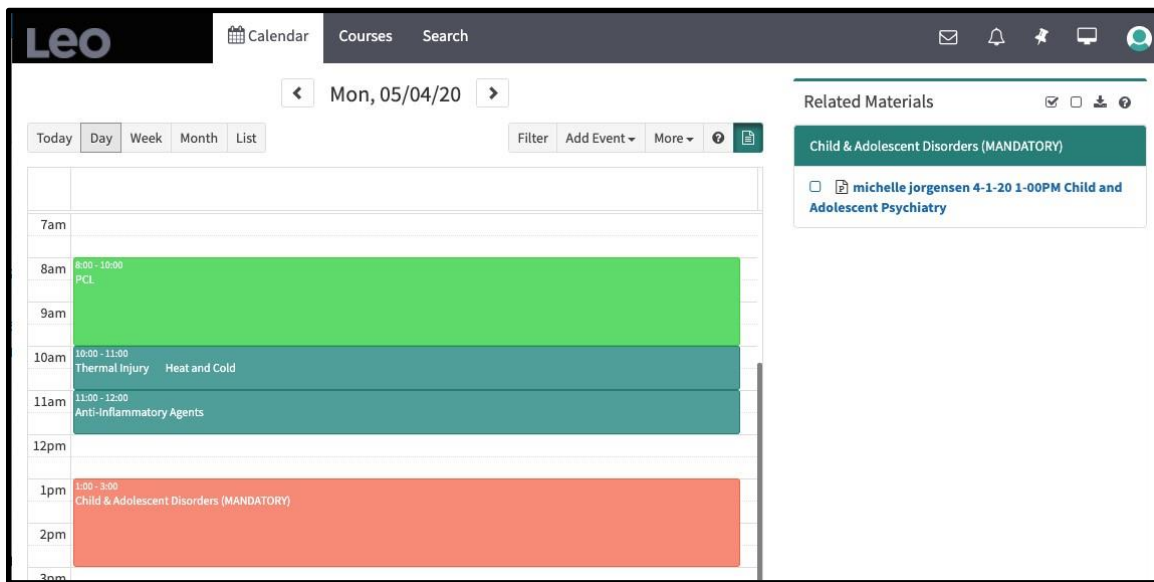 Leo
Calendar Courses Search
Mon, 05/04/20
Today Day Week Month List
Filter Add Event More
7am
8am
8:00 - 10:00
PCL
9am
10am
10:00 - 11:00
Thermal Injury Heat and Cold
11am
11:00 - 12:00
Anti-Inflammatory Agents
12pm
1pm
1:00 - 3:00
Child & Adolescent Disorders (MANDATORY)
2pm
3pm
Related Materials
Child & Adolescent Disorders (MANDATORY)
michelle jorgensen 4-1-20 1-00PM Child and
Adolescent Psychiatry